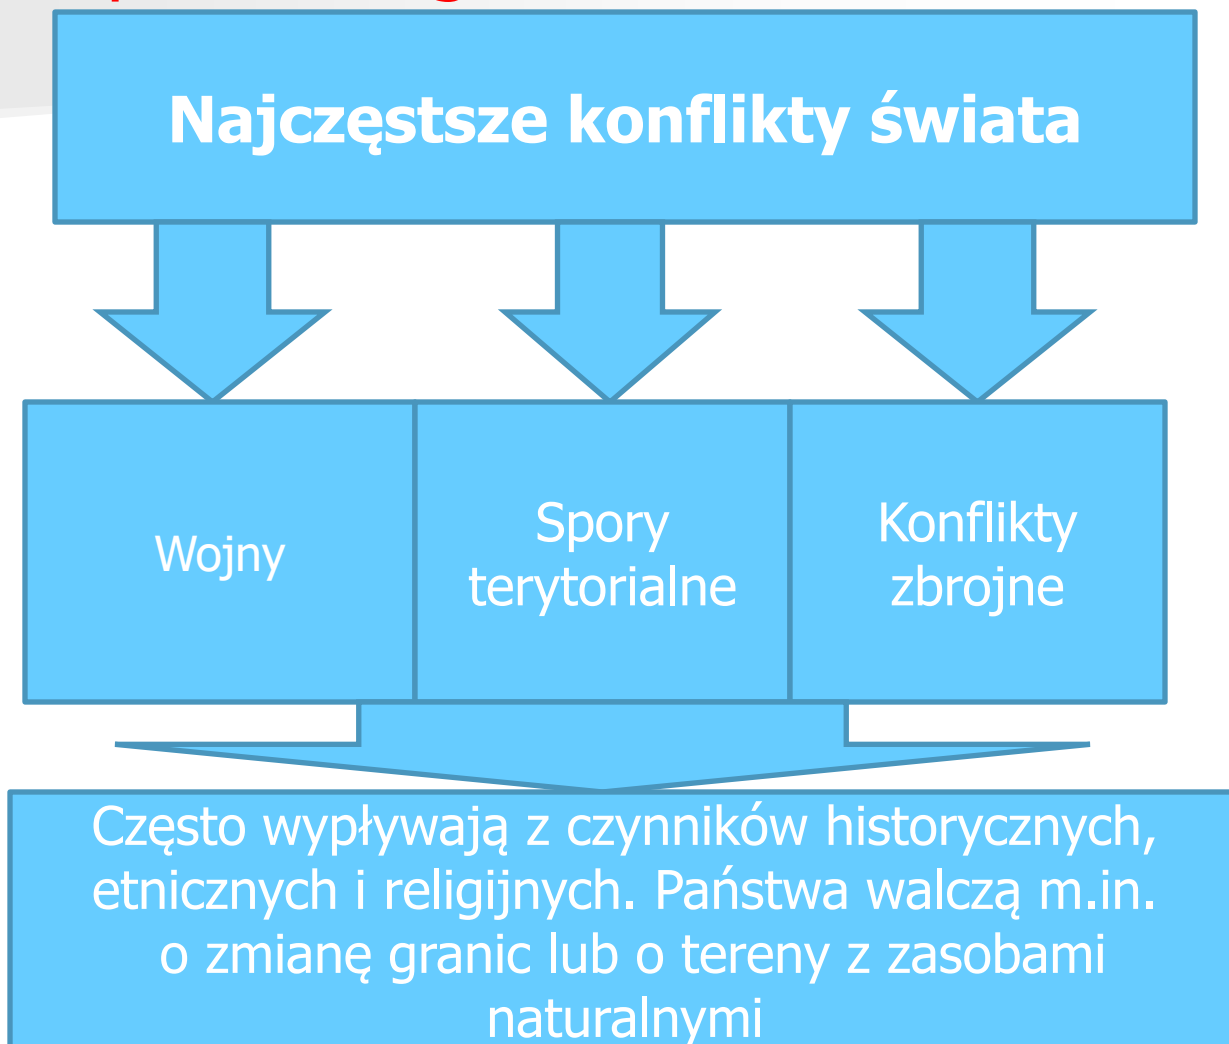 Najczęstsze konflikty świata
Wojny
Spory
terytorialne
Konflikty
zbrojne
Często wypływają z czynników historycznych,
etnicznych i religijnych. Państwa walczą m.in.
o zmianę granic lub o tereny z zasobami
naturalnymi